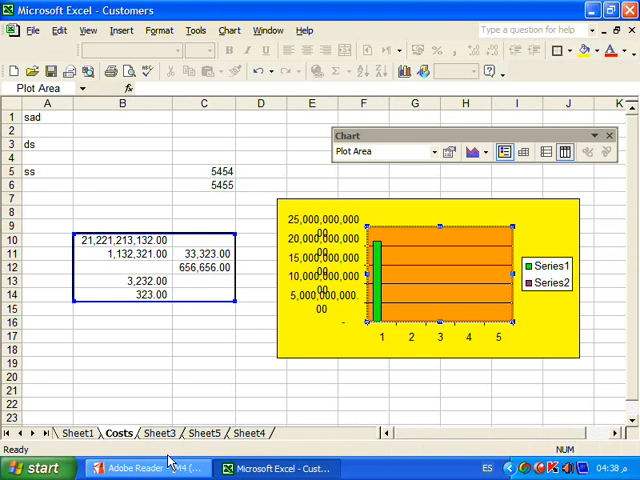 Microsoft Excel - Customers
File Edit View Insert Format Tools Chart Window Help
Type a question for help
Plot Area
fx
A B C D E F G H I J K
1 sad
2
3 ds
4
5 ss 5454
6 5455
7
8
9
10 21,221,213,132.00
11 1,132,321.00 33,323.00
12 656,656.00
13 3,232.00
14 323.00
15
16
17
18
19
20
21
22
23
Chart
Plot Area
25,000,000,000.
00
20,000,000,000.
00
15,000,000,000.
00
10,000,000,000.
00
5,000,000,000.
00
-
1 2 3 4 5
Series1
Series2
Sheet1 Costs Sheet3 Sheet5 Sheet4
Ready
NUM
start
Adobe Reader
M4 (...
Microsoft Excel - Cust...
ES
04:38 م